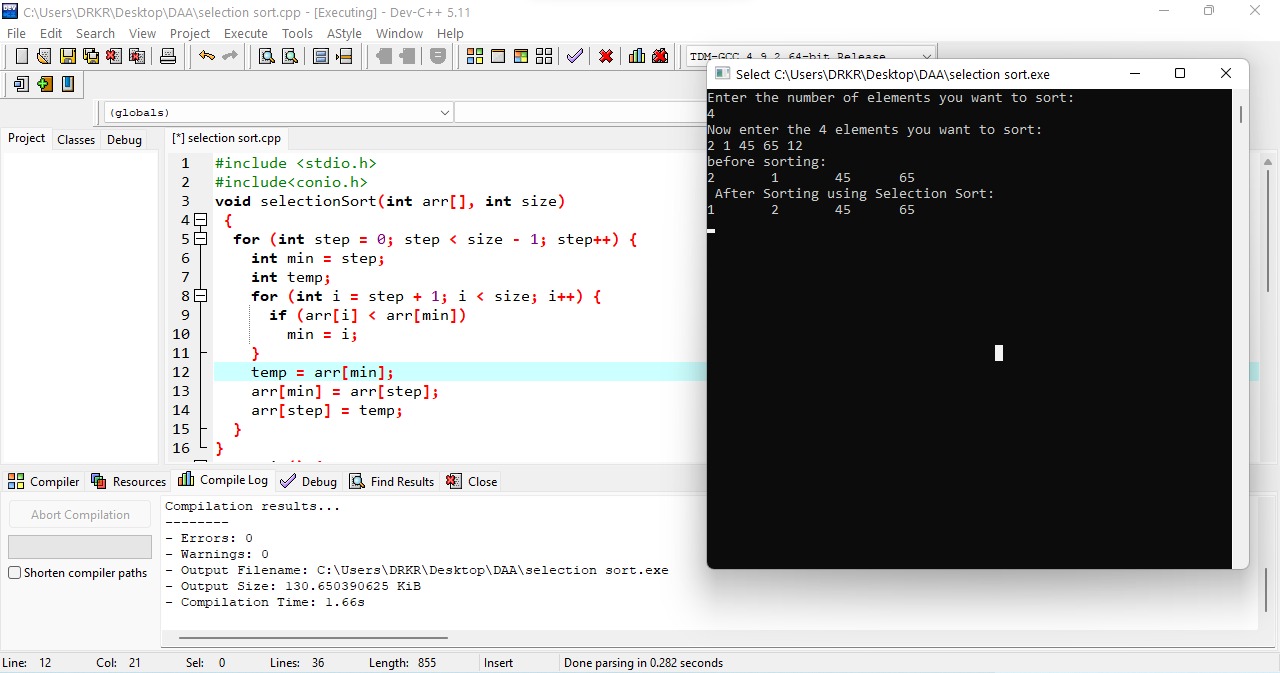 C:\Users\DRKR\Desktop\DAA\selection sort.cpp - [Executing] - Dev-C++ 5.11
File Edit Search View Project Execute Tools AStyle Window Help
TDM-GCC 4.9.2 64-bit Release
(globals)
Project Classes Debug
[*] selection sort.cpp
1 #include <stdio.h>
2 #include<conio.h>
3 void selectionSort(int arr[], int size)
4 {
5 for (int step = 0; step < size - 1; step++) {
6 int min = step;
7 int temp;
8 for (int i = step + 1; i < size; i++) {
9 if (arr[i] < arr[min])
10 min = i;
11 }
12 temp = arr[min];
13 arr[min] = arr[step];
14 arr[step] = temp;
15 }
16 }
Select C:\Users\DRKR\Desktop\DAA\selection sort.exe
Enter the number of elements you want to sort:
4
Now enter the 4 elements you want to sort:
2 1 45 65 12
before sorting:
2 1 45 65
After Sorting using Selection Sort:
1 2 45 65
Compiler Resources Compile Log Debug Find Results Close
Abort Compilation
Shorten compiler paths
Compilation results...
--------
- Errors: 0
- Warnings: 0
- Output Filename: C:\Users\DRKR\Desktop\DAA\selection sort.exe
- Output Size: 130.650390625 KiB
- Compilation Time: 1.66s
Line: 12 Col: 21 Sel: 0 Lines: 36 Length: 855 Insert Done parsing in 0.282 seconds